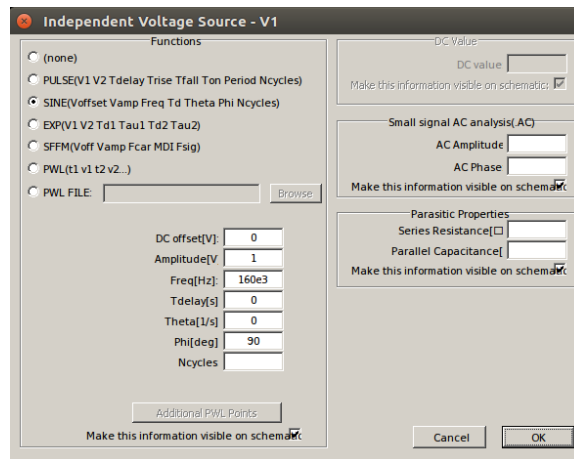 Independent Voltage Source - V1
Functions
(none)
PULSE(V1 V2 Tdelay Trise Tfall Ton Period Ncycles)
SINE(Voffset Vamp Freq Td Theta Phi Ncycles)
EXP(V1 V2 Td1 Tau1 Td2 Tau2)
SFFM(Voff Vamp Fcar MDI Fsig)
PWL(t1 v1 t2 v2...)
PWL FILE: Browse
DC offset[V]: 0
Amplitude[V 1
Freq[Hz]: 160e3
Tdelay[s] 0
Theta[1/s] 0
Phi[deg] 90
Ncycles
Additional PWL Points
Make this information visible on schematic
DC Value
DC value
Make this information visible on schematic:
Small signal AC analysis(.AC)
AC Amplitude
AC Phase
Make this information visible on schematic
Parasitic Properties
Series Resistance[□
Parallel Capacitance[
Make this information visible on schematic
Cancel OK